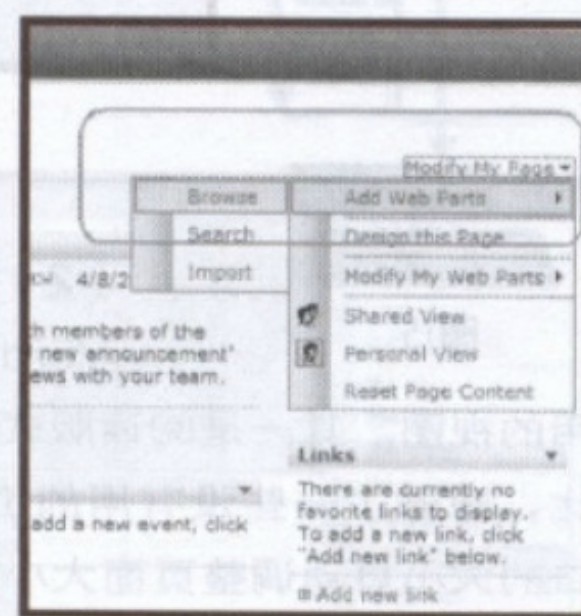 Modify My Page
Browse
Add Web Parts
Search
Design this Page
Import
Modify My Web Parts
4/8/2
Shared View
th members of the
new announcement"
Personal View
ews with your team.
Reset Page Content
Links
There are currently no
favorite links to display.
add a new event, click
To add a new link, click
"Add new link" below.
Add new link